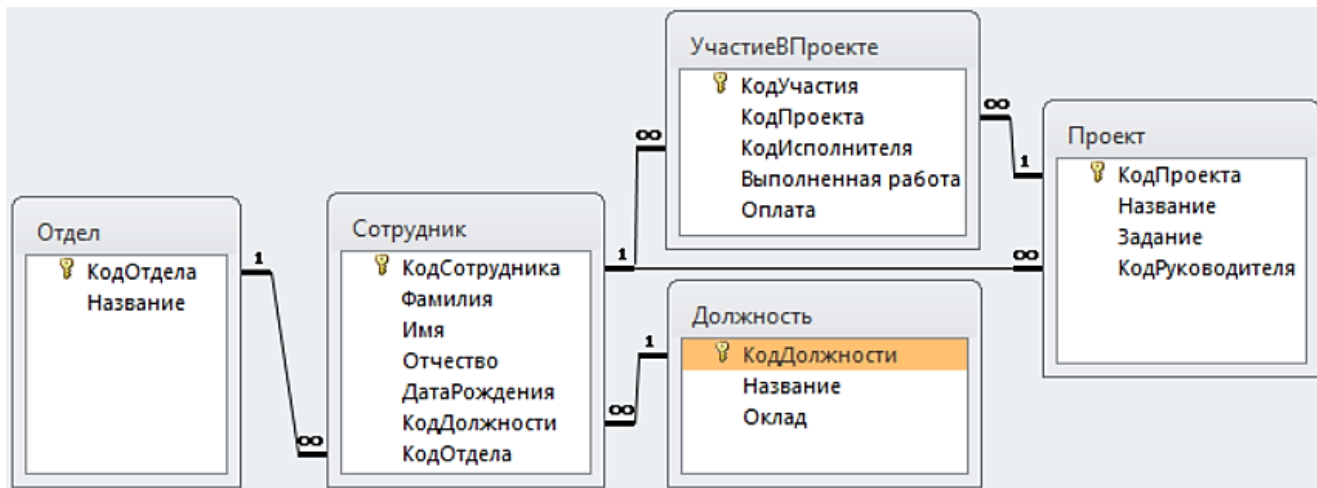 УчастиеВПроекте
КодУчастия
КодПроекта
КодИсполнителя
Выполненная работа
Оплата
∞
∞
1
Проект
КодПроекта
Название
Задание
КодРуководителя
Отдел
КодОтдела
Название
1
∞
Сотрудник
КодСотрудника
Фамилия
Имя
Отчество
ДатаРождения
КодДолжности
КодОтдела
1
∞
1
∞
Должность
КодДолжности
Название
Оклад